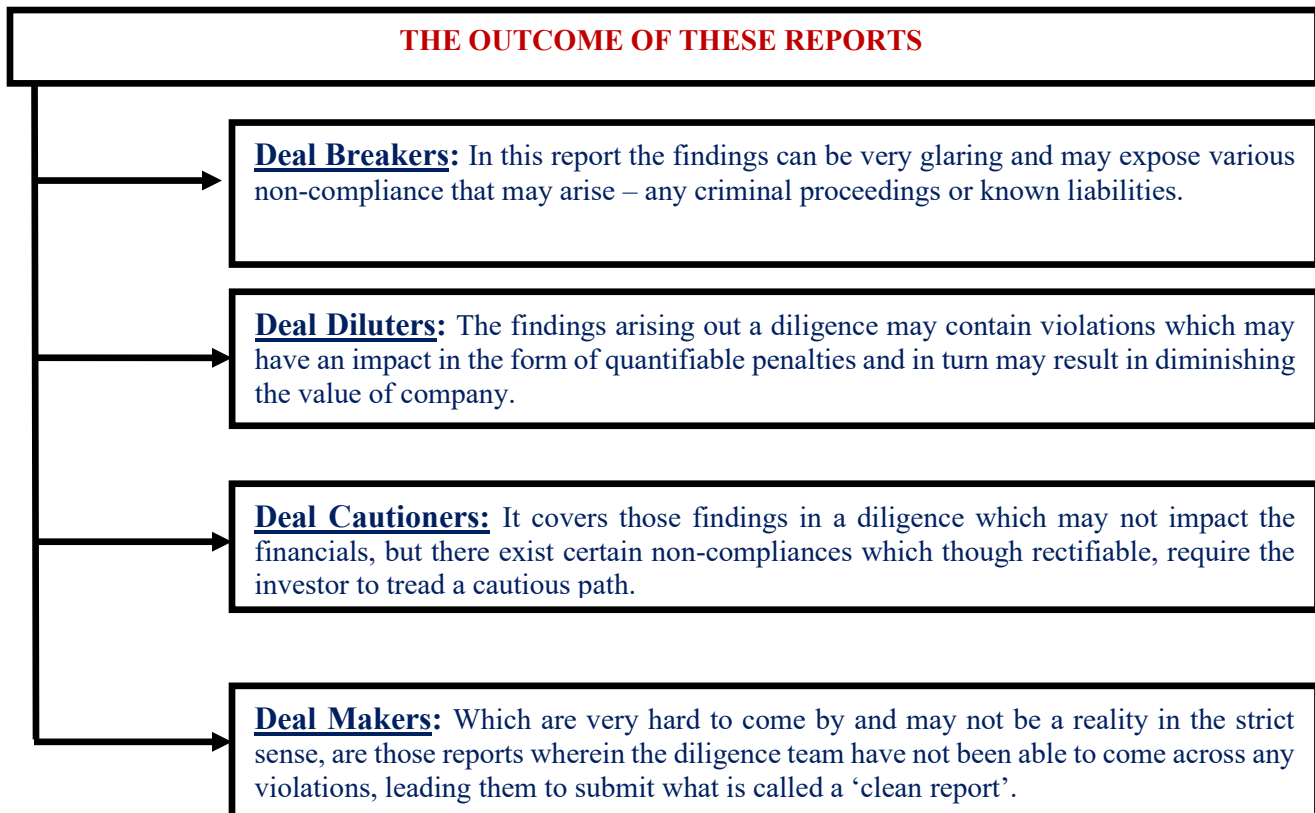 THE OUTCOME OF THESE REPORTS
Deal Breakers: In this report the findings can be very glaring and may expose various
non-compliance that may arise – any criminal proceedings or known liabilities.
Deal Diluters: The findings arising out a diligence may contain violations which may
have an impact in the form of quantifiable penalties and in turn may result in diminishing
the value of company.
Deal Cautioners: It covers those findings in a diligence which may not impact the
financials, but there exist certain non-compliances which though rectifiable, require the
investor to tread a cautious path.
Deal Makers: Which are very hard to come by and may not be a reality in the strict
sense, are those reports wherein the diligence team have not been able to come across any
violations, leading them to submit what is called a ‘clean report’.